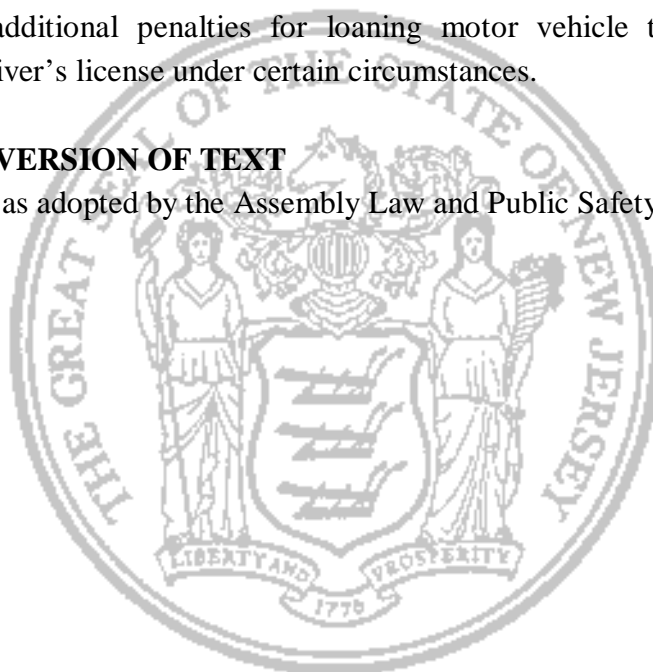 additional penalties for loaning motor vehicle t
iver’s license under certain circumstances.
VERSION OF TEXT
as adopted by the Assembly Law and Public Safety
THE GREAT SEAL OF THE STATE OF NEW JERSEY
LIBERTY AND PROSPERITY
1776